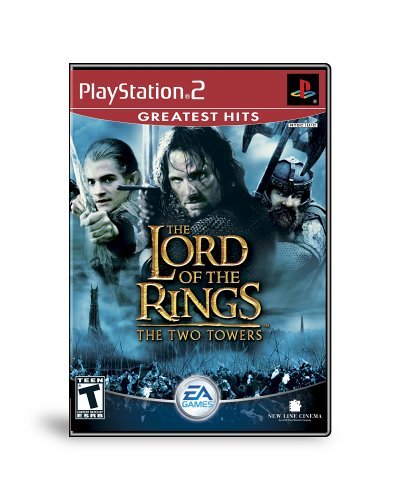 PlayStation®2
GREATEST HITS
NTSC U/C
THE
LORD
OF THE
RINGS
THE TWO TOWERS
TEEN
T
ESRB
EA
GAMES
NEW LINE CINEMA